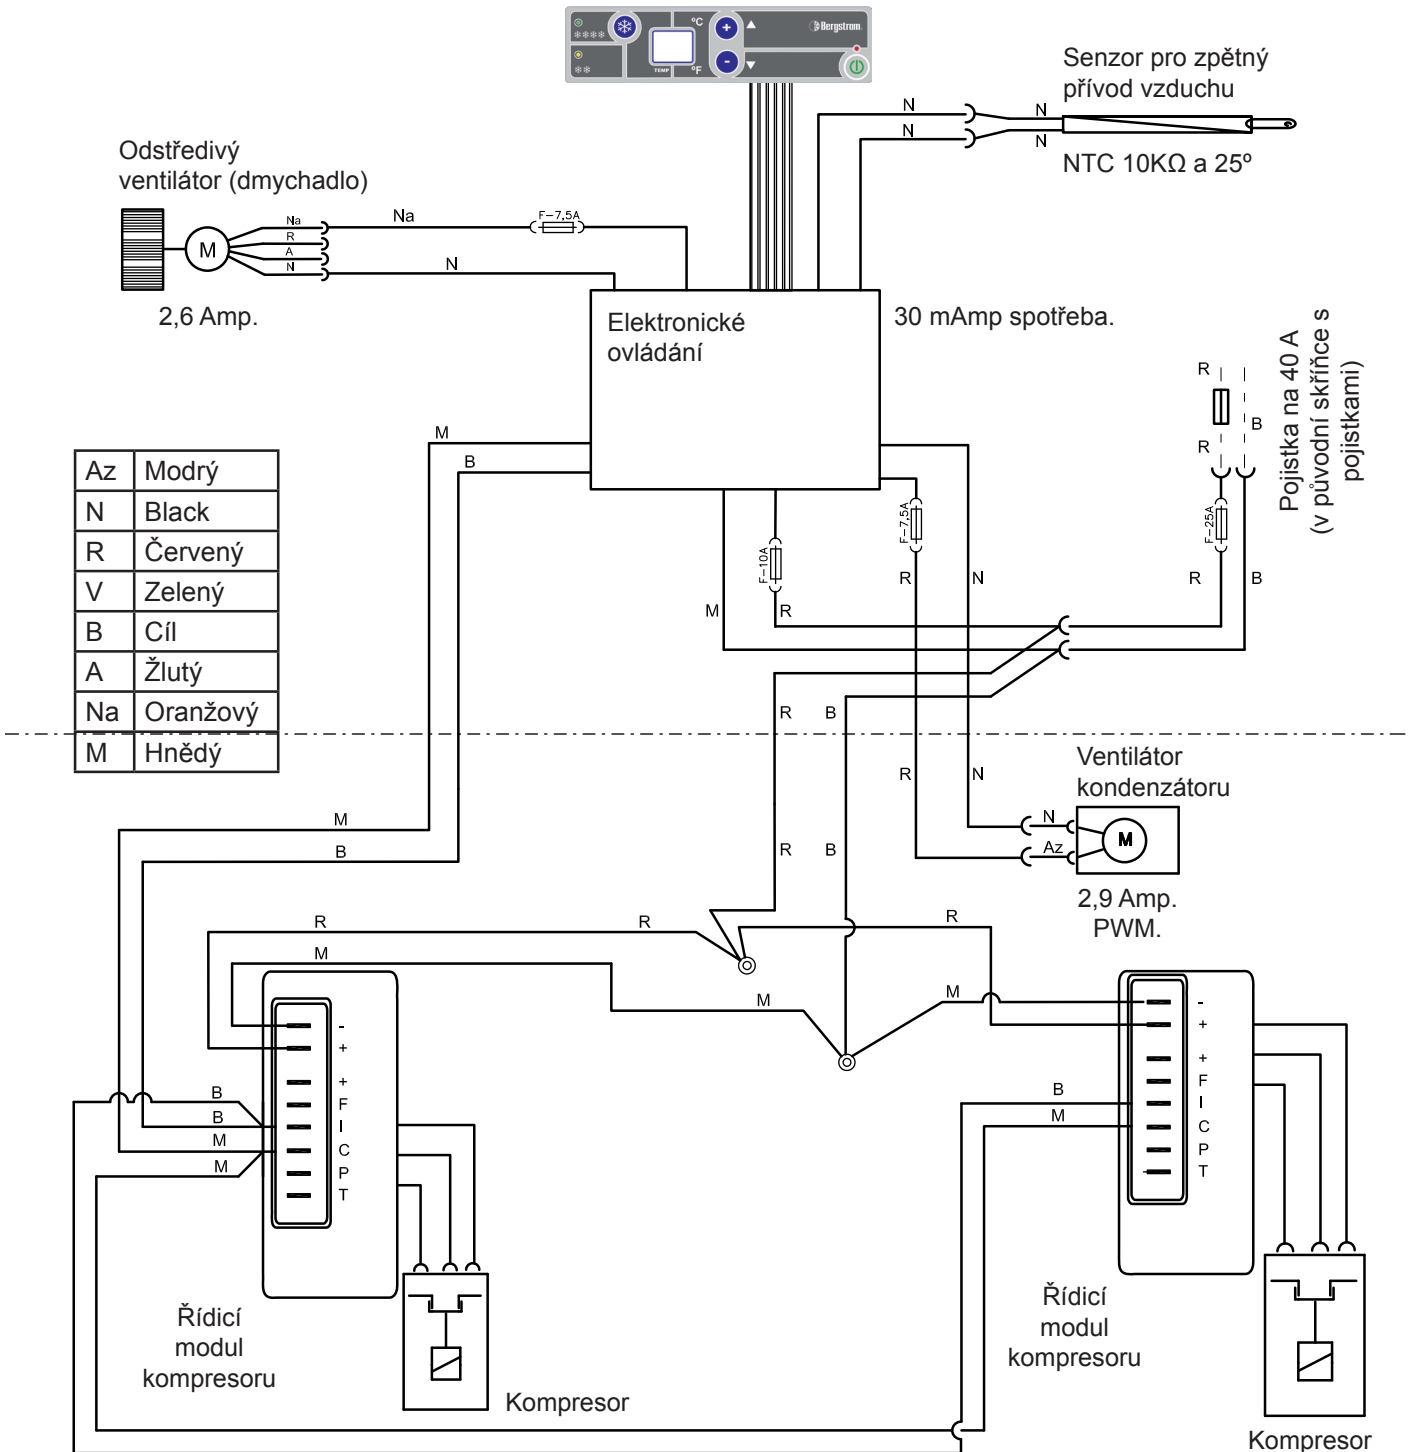 °C
Bergstrom
TEMP
°F
Senzor pro zpětný
přívod vzduchu
N
N
N
N
NTC 10KΩ a 25º
Odstředivý
ventilátor (dmychadlo)
Na
R
A
N
Na
F-7,5A
N
M
2,6 Amp.
Elektronické
ovládání
30 mAmp spotřeba.
Pojistka na 40 A
(v původní skříňce s
pojistkami)
R
B
R
M
B
Az Modrý
N Black
R Červený
V Zelený
B Cíl
A Žlutý
Na Oranžový
M Hnědý
F-10A
F-7,5A
F-25A
R
N
R
B
M
R
R
B
R
N
Ventilátor
kondenzátoru
M
B
R
B
N
Az
M
2,9 Amp.
PWM.
R
R
R
M
M
M
-
+
+
F
I
C
P
T
B
B
M
M
-
+
+
F
I
C
P
T
B
M
Řídicí
modul
kompresoru
Kompresor
Řídicí
modul
kompresoru
Kompresor